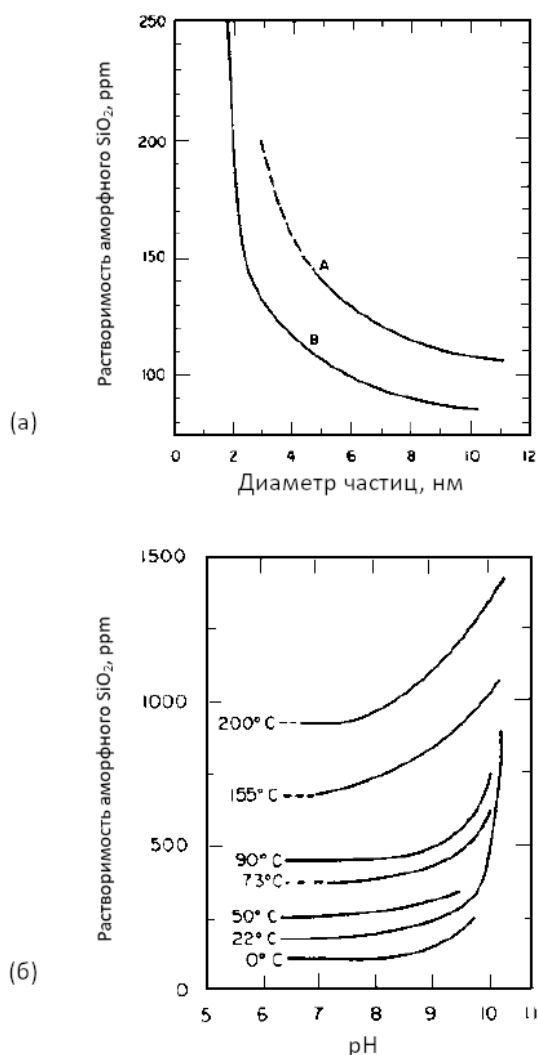 Растворимость аморфного SiO₂, ppm
250
200
150
100
A
B
0 2 4 6 8 10 12
Диаметр частиц, нм
(а)
Растворимость аморфного SiO₂, ppm
1500
1000
500
0
200° C
155° C
90° C
73° C
50° C
22° C
0° C
5 6 7 8 9 10 11
pH
(б)